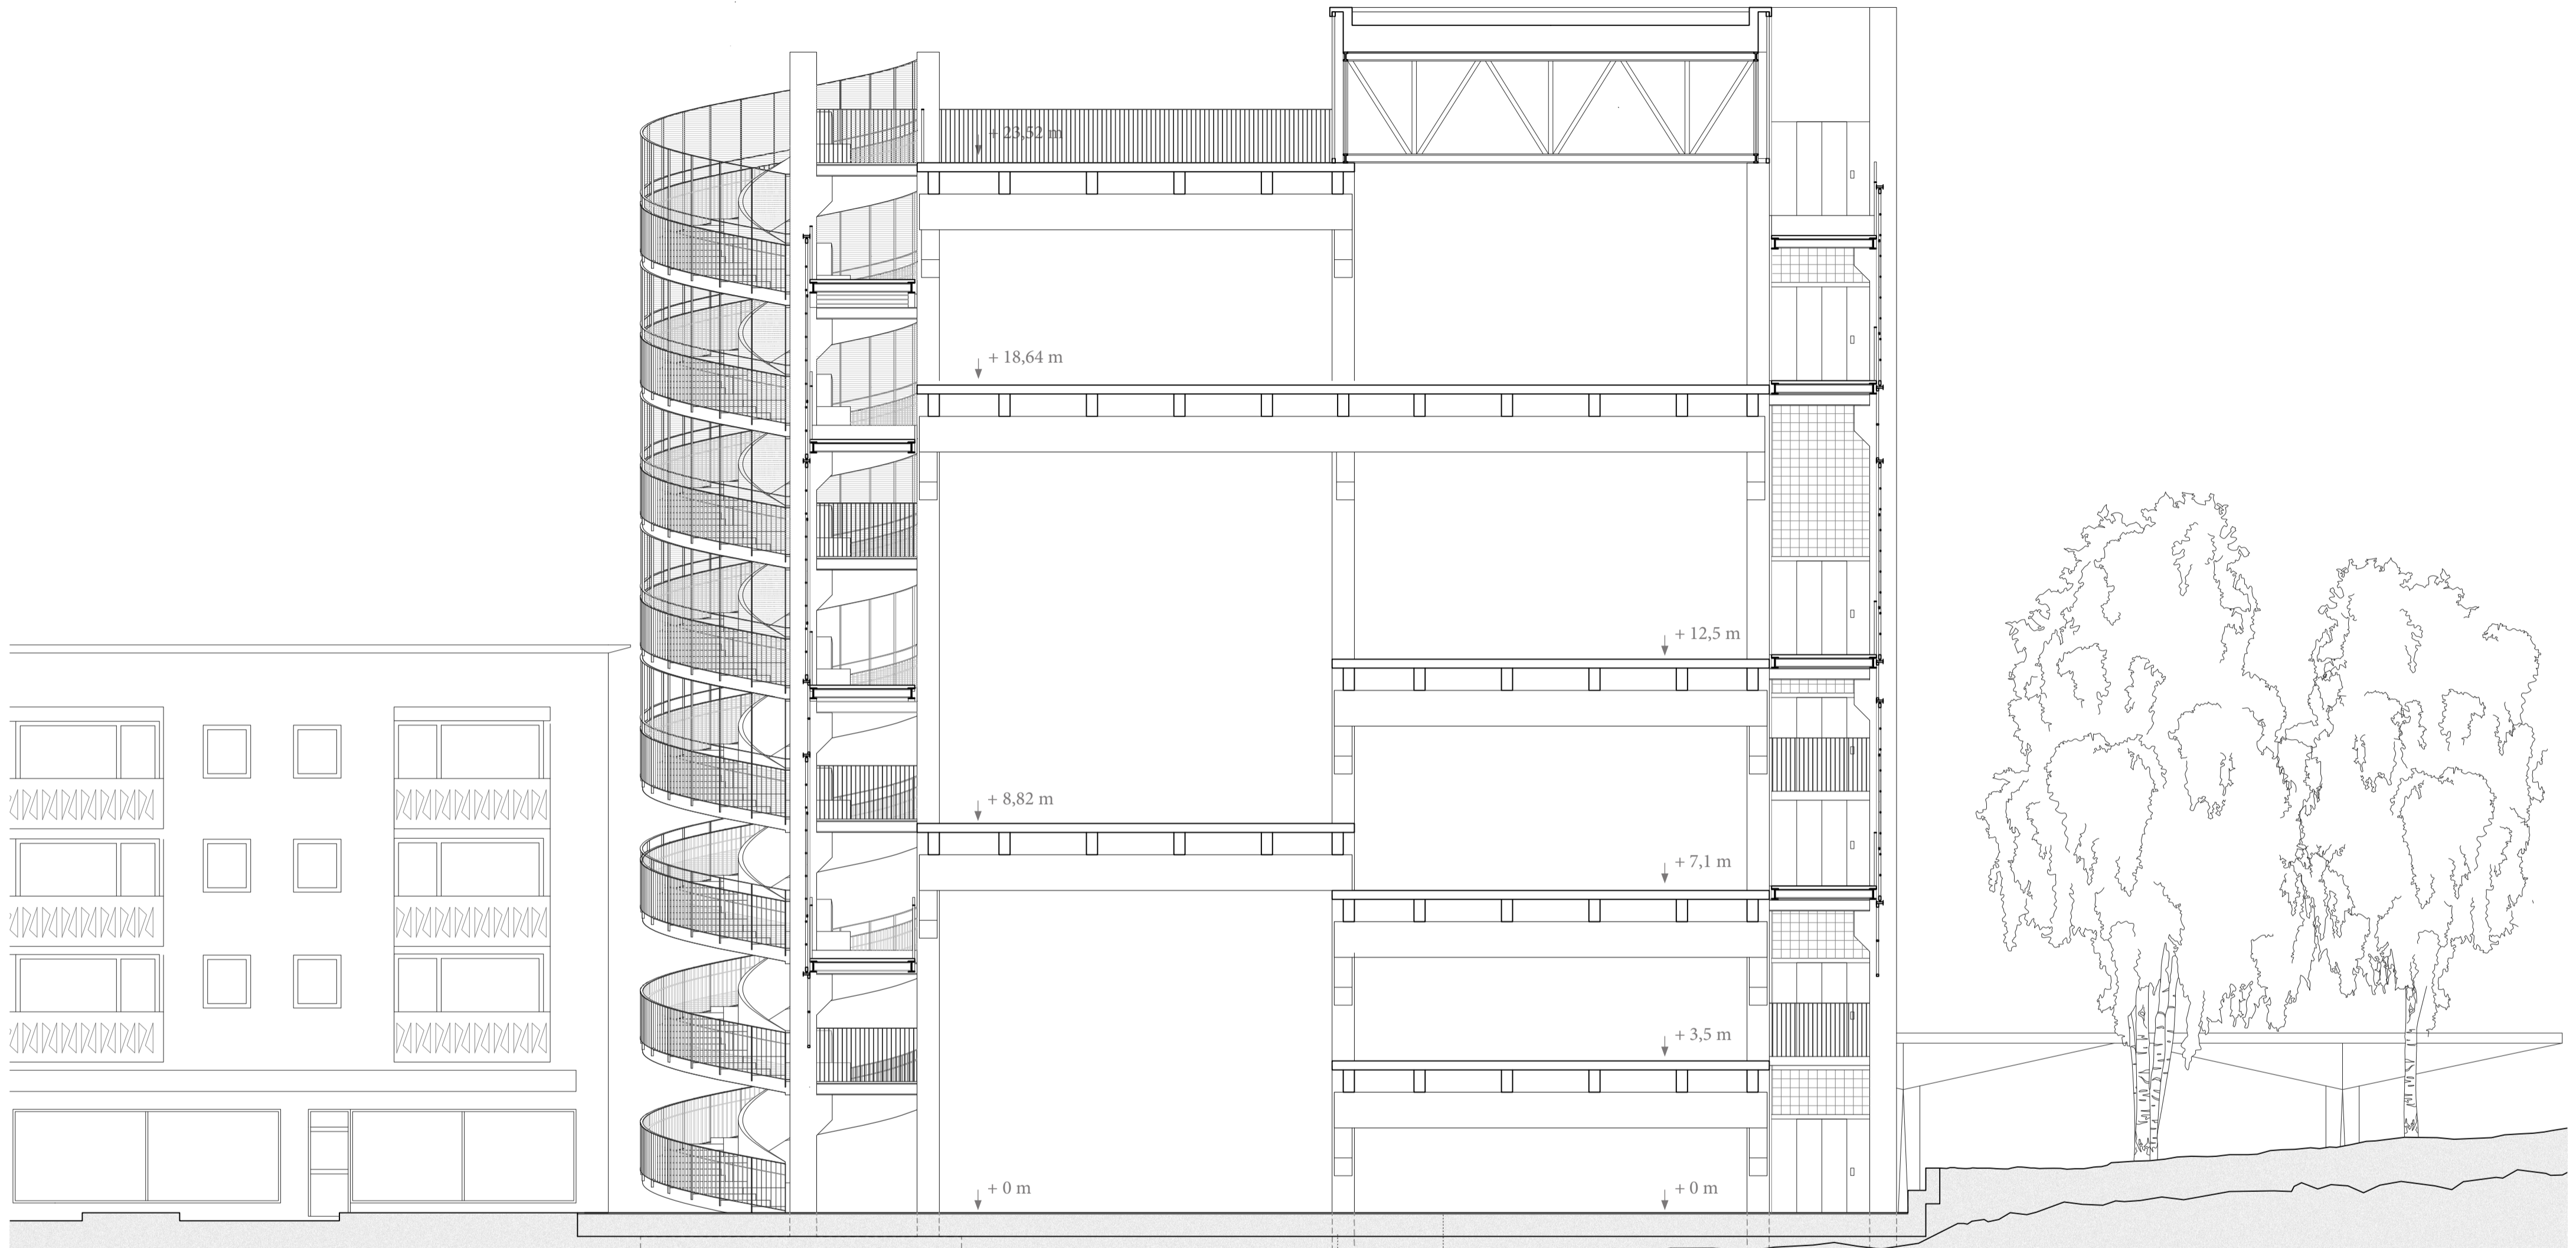 + 23,52 m
+ 18,64 m
+ 12,5 m
+ 8,82 m
+ 7,1 m
+ 3,5 m
+ 0 m
+ 0 m